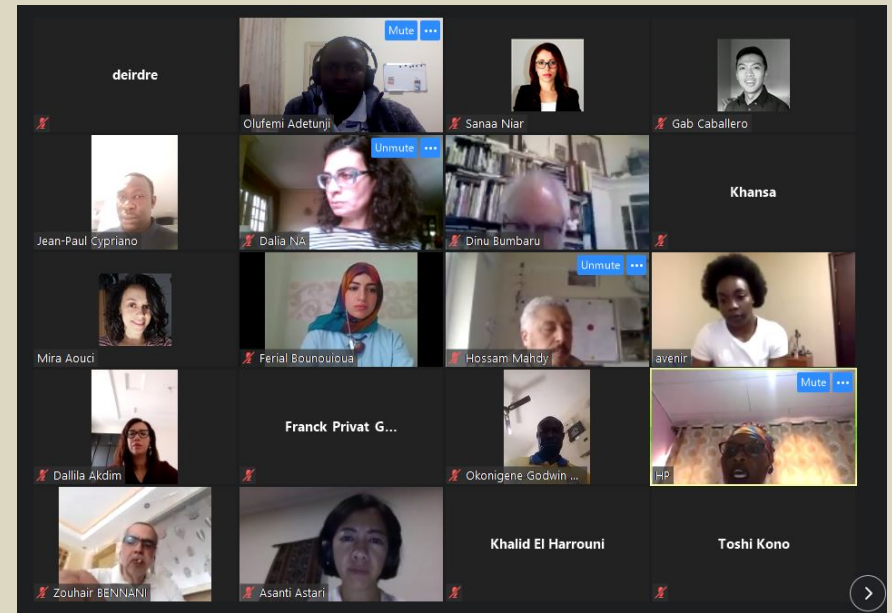 deirdre
Mute
Olufemi Adetunji
Sanaa Niar
Gab Caballero
Jean-Paul Cypriano
Unmute
Dalia NA
Dinu Bumbaru
Khansa
Mira Aouci
Ferial Bounouioua
Unmute
Hossam Mahdy
avenir
Dallila Akdim
Franck Privat G...
Okonigene Godwin ...
Mute
HP
Zouhair BENNANI
Asanti Astari
Khalid El Harrouni
Toshi Kono